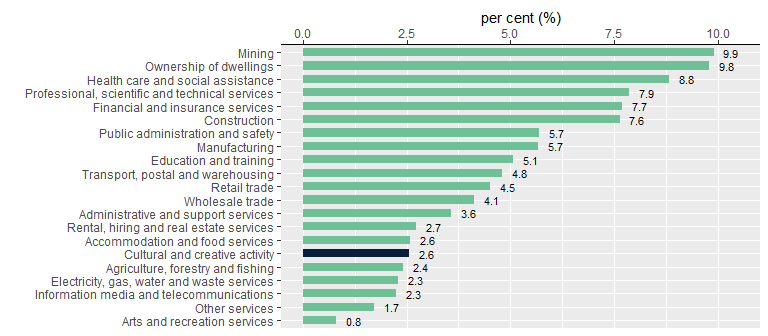 per cent (%)
0.0 2.5 5.0 7.5 10.0
Mining 9.9
Ownership of dwellings 9.8
Health care and social assistance 8.8
Professional, scientific and technical services 7.9
Financial and insurance services 7.7
Construction 7.6
Public administration and safety 5.7
Manufacturing 5.7
Education and training 5.1
Transport, postal and warehousing 4.8
Retail trade 4.5
Wholesale trade 4.1
Administrative and support services 3.6
Rental, hiring and real estate services 2.7
Accommodation and food services 2.6
Cultural and creative activity 2.6
Agriculture, forestry and fishing 2.4
Electricity, gas, water and waste services 2.3
Information media and telecommunications 2.3
Other services 1.7
Arts and recreation services 0.8